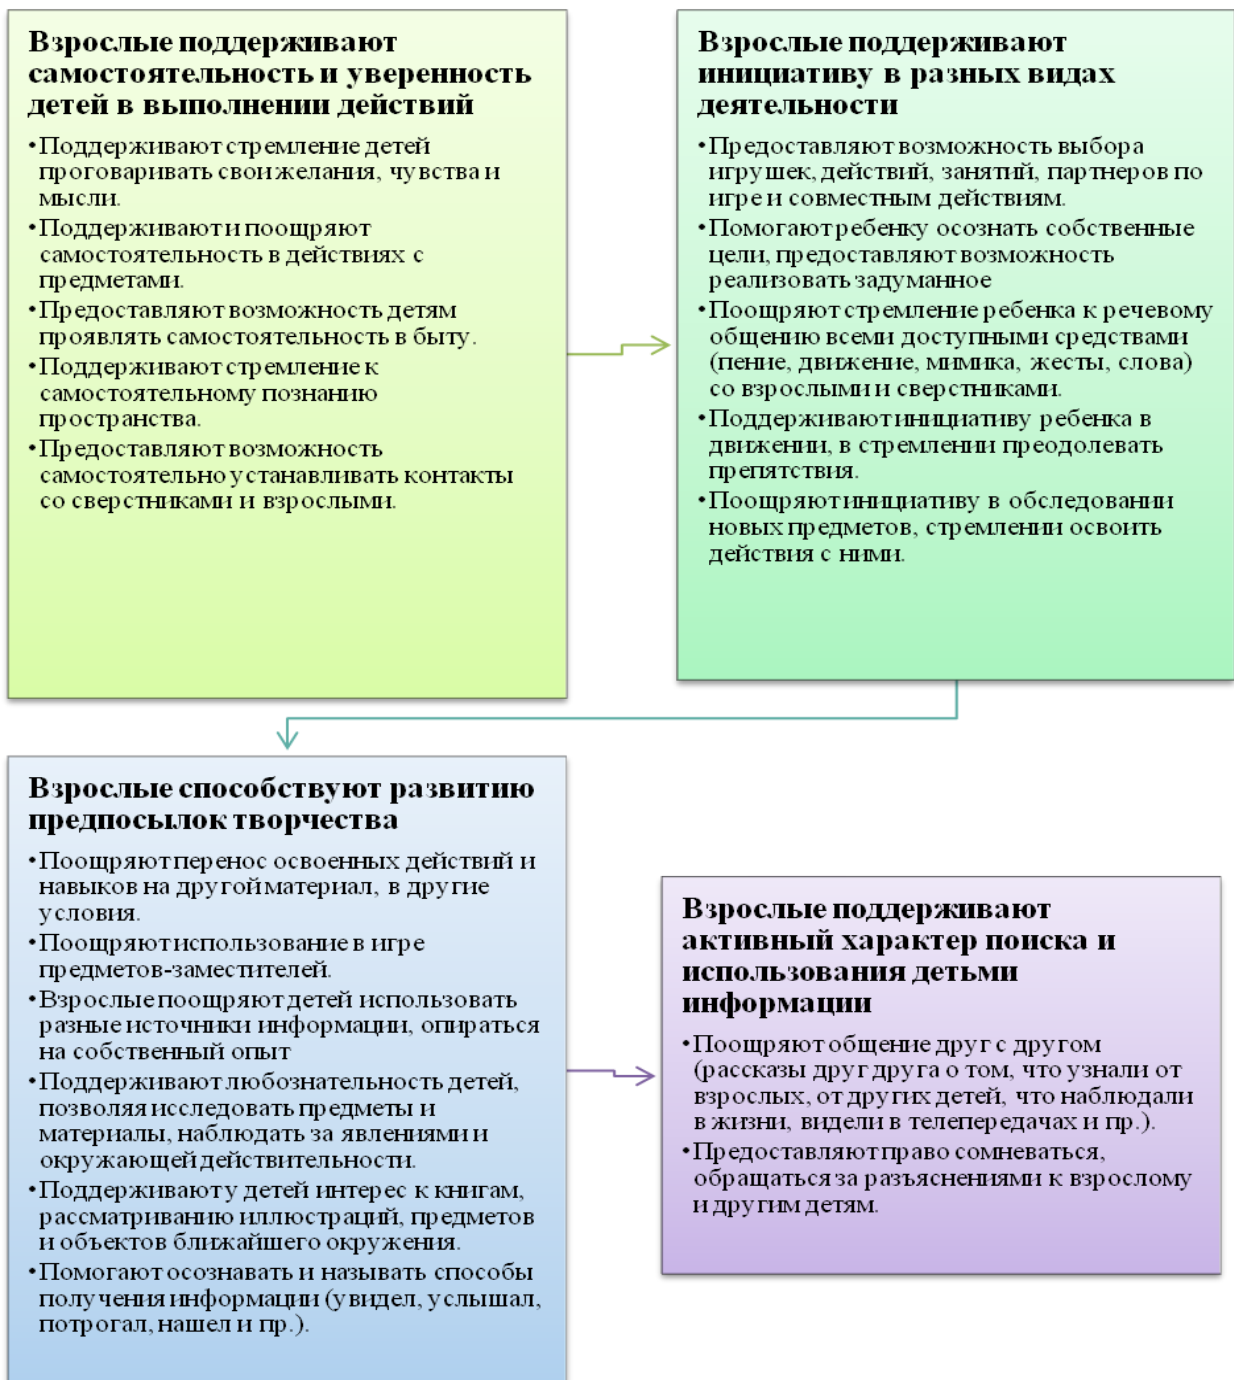 Взрослые поддерживают
самостоятельность и уверенность
детей в выполнении действий
•Поддерживают стремление детей
проговаривать свои желания, чувства и
мысли.
•Поддерживают и поощряют
самостоятельность в действиях с
предметами.
•Предоставляют возможность детям
проявлять самостоятельность в быту.
•Поддерживают стремление к
самостоятельному познанию
пространства.
•Предоставляют возможность
самостоятельно устанавливать контакты
со сверстниками и взрослыми.
Взрослые поддерживают
инициативу в разных видах
деятельности
•Предоставляют возможность выбора
игрушек, действий, занятий, партнеров по
игре и совместным действиям.
•Помогают ребенку осознать собственные
цели, предоставляют возможность
реализовать задуманное
•Поощряют стремление ребенка к речевому
общению всеми доступными средствами
(пение, движение, мимика, жесты, слова)
со взрослыми и сверстниками.
•Поддерживают инициативу ребенка в
движении, в стремлении преодолевать
препятствия.
•Поощряют инициативу в обследовании
новых предметов, стремлении освоить
действия с ними.
Взрослые способствуют развитию
предпосылок творчества
•Поощряют перенос освоенных действий и
навыков на другой материал, в другие
условия.
•Поощряют использование в игре
предметов-заместителей.
•Взрослые поощряют детей использовать
разные источники информации, опираться
на собственный опыт
•Поддерживают любознательность детей,
позволяя исследовать предметы и
материалы, наблюдать за явлениями и
окружающей действительности.
•Поддерживают у детей интерес к книгам,
рассматриванию иллюстраций, предметов
и объектов ближайшего окружения.
•Помогают осознавать и называть способы
получения информации (увидел, услышал,
потрогал, нашел и пр.).
Взрослые поддерживают
активный характер поиска и
использования детьми
информации
•Поощряют общение друг с другом
(рассказы друг друга о том, что узнали от
взрослых, от других детей, что наблюдали
в жизни, видели в телепередачах и пр.).
•Предоставляют право сомневаться,
обращаться за разъяснениями к взрослому
и другим детям.